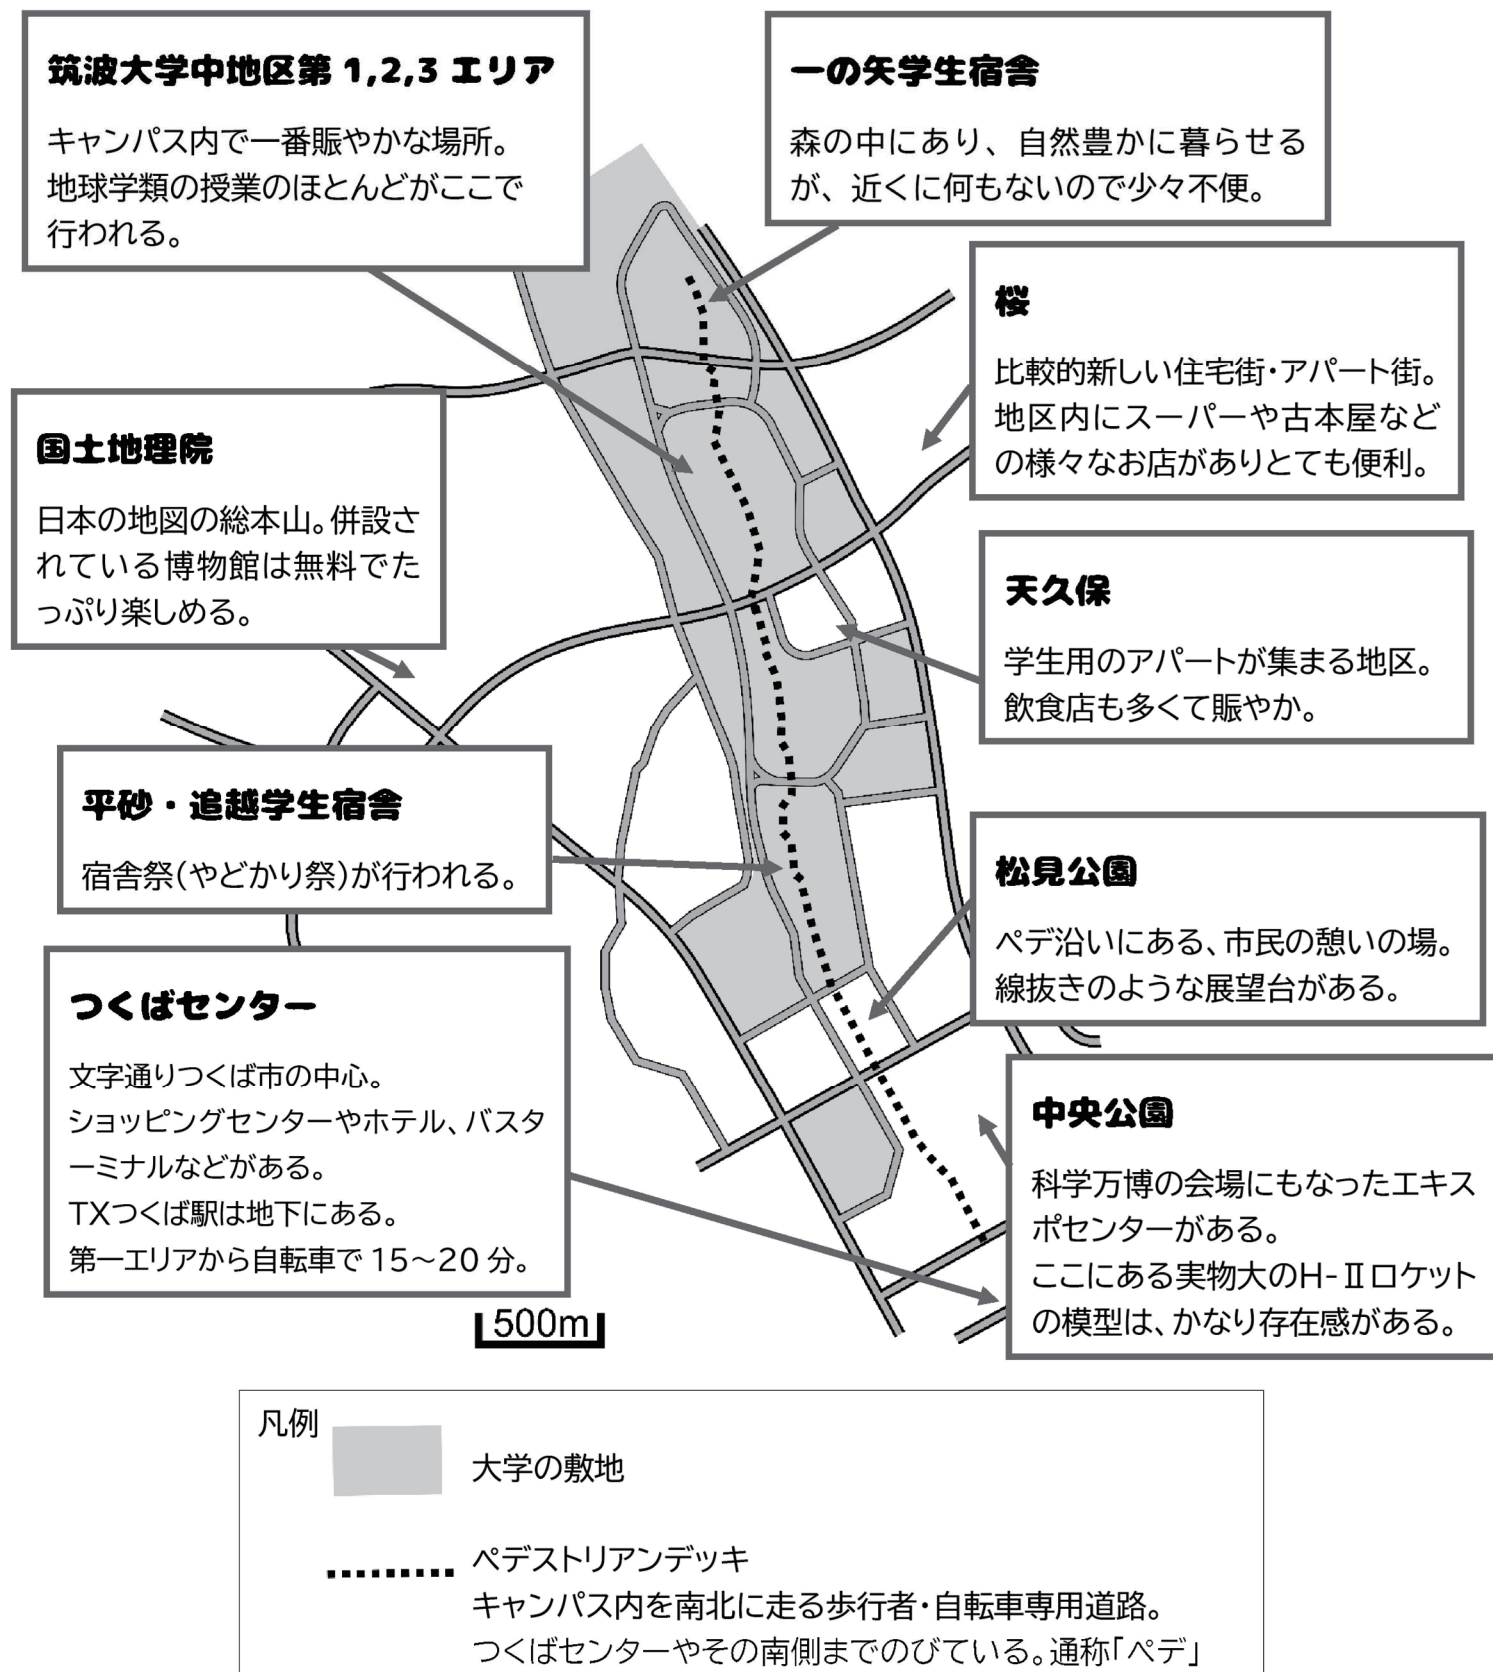 筑波大学中地区第 1,2,3 エリア
キャンパス内で一番賑やかな場所。
地球学類の授業のほとんどがここで
行われる。
一の矢学生宿舎
森の中にあり、自然豊かに暮らせる
が、近くに何もないので少々不便。
桜
比較的新しい住宅街・アパート街。
地区内にスーパーや古本屋など
の様々なお店がありとても便利。
国土地理院
日本の地図の総本山。併設さ
れている博物館は無料でた
っぷり楽しめる。
天久保
学生用のアパートが集まる地区。
飲食店も多くて賑やか。
平砂・追越学生宿舎
宿舎祭(やどかり祭)が行われる。
松見公園
ペデ沿いにある、市民の憩いの場。
線抜きのような展望台がある。
つくばセンター
文字通りつくば市の中心。
ショッピングセンターやホテル、バスタ
ーミナルなどがある。
TXつくば駅は地下にある。
第一エリアから自転車で 15～20 分。
中央公園
科学万博の会場にもなったエキス
ポセンターがある。
ここにある実物大のH-Ⅱロケット
の模型は、かなり存在感がある。
500m
凡例
大学の敷地
ペデストリアンデッキ
キャンパス内を南北に走る歩行者・自転車専用道路。
つくばセンターやその南側までのびている。通称「ペデ」